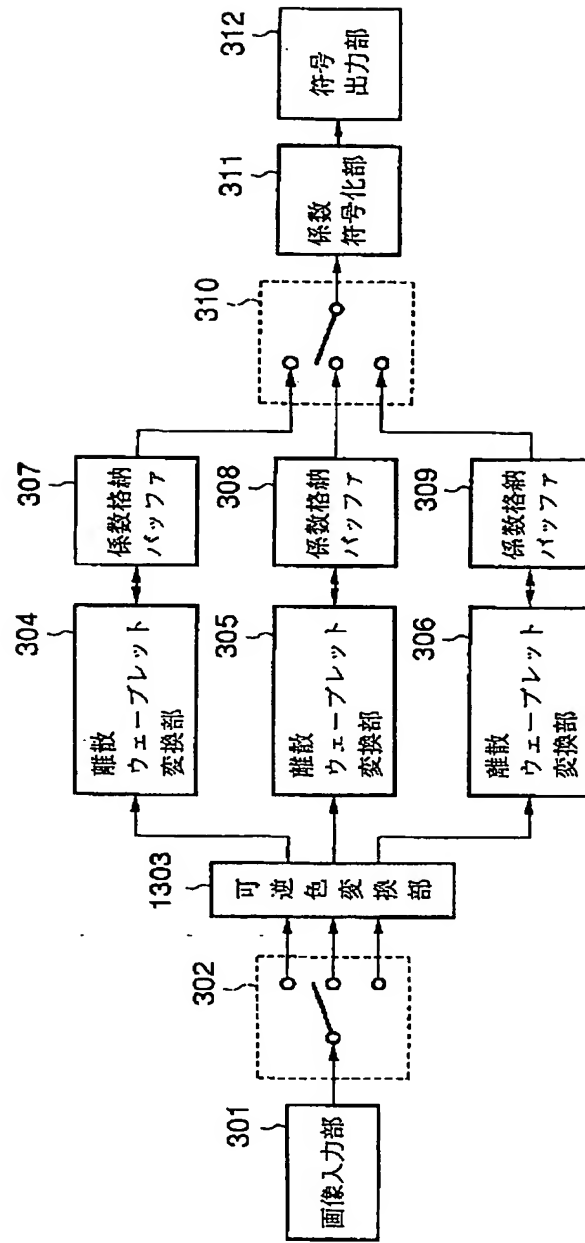 301
画像入力部
302
1303
可逆色変換部
304
離散
ウェーブレット
変換部
305
離散
ウェーブレット
変換部
306
離散
ウェーブレット
変換部
307
係数格納
バッファ
308
係数格納
バッファ
309
係数格納
バッファ
310
311
係数
符号化部
312
符号
出力部